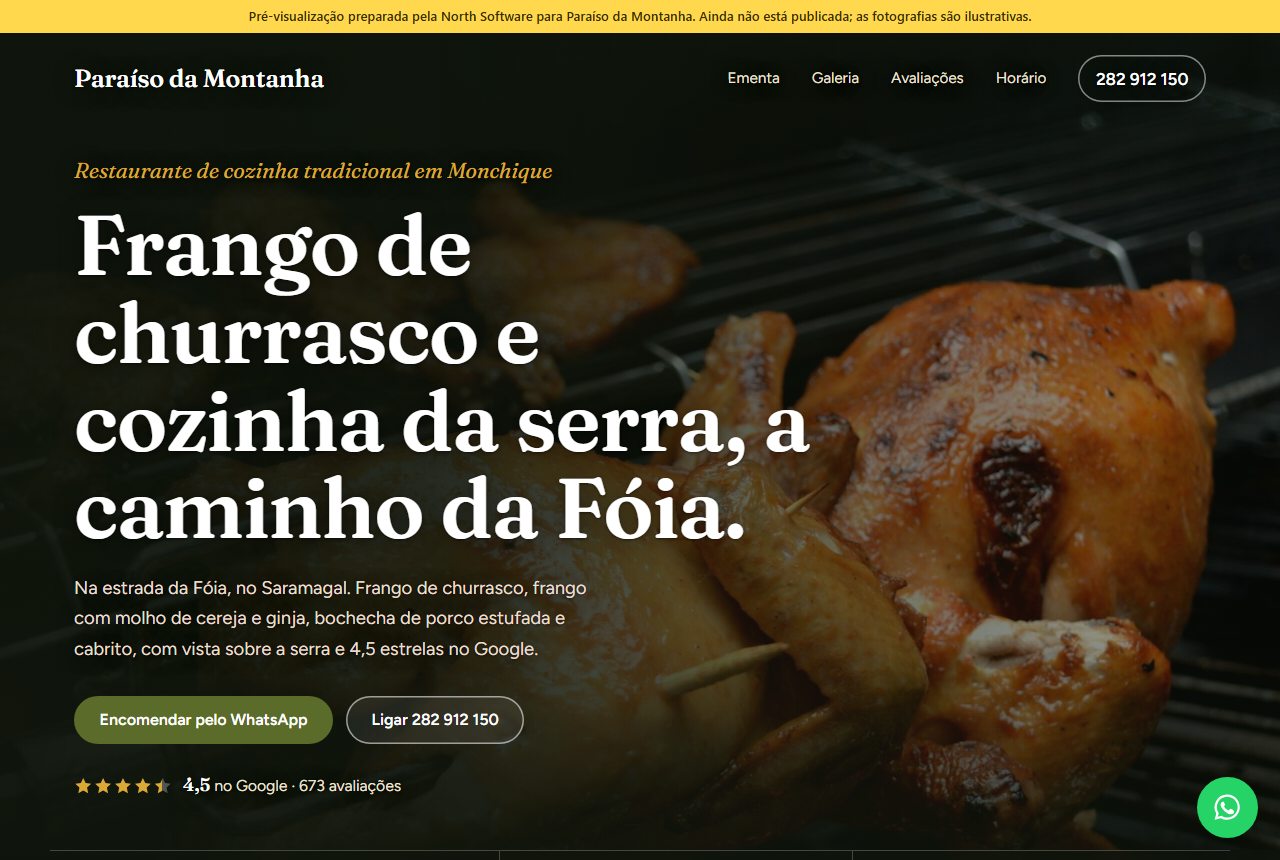 Pré-visualização preparada pela North Software para Paraíso da Montanha. Ainda não está publicada; as fotografias são ilustrativas.
Paraíso da Montanha
Ementa
Galeria
Avaliações
Horário
282 912 150
Restaurante de cozinha tradicional em Monchique
Frango de
churrasco e
cozinha da serra, a
caminho da Fóia.
Na estrada da Fóia, no Saramagal. Frango de churrasco, frango
com molho de cereja e ginja, bochecha de porco estufada e
cabrito, com vista sobre a serra e 4,5 estrelas no Google.
Encomendar pelo WhatsApp
Ligar 282 912 150
4,5 no Google · 673 avaliações